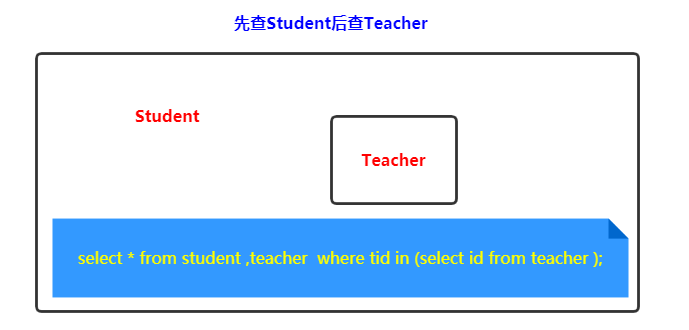 先查Student后查Teacher
Student
Teacher
select * from student ,teacher  where tid in (select id from teacher );